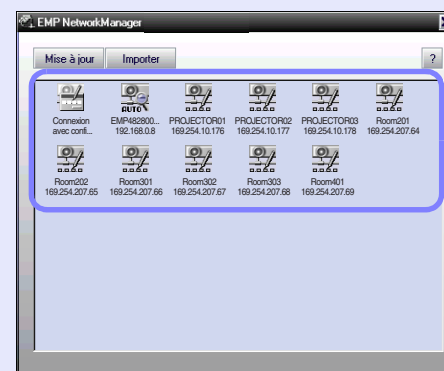 EMP NetworkManager
Mise à jour Importer ?
Connexion avec confi...
AUTO
EMP482800... 192.168.0.8
PROJECTOR01 169.254.10.176
PROJECTOR02 169.254.10.177
PROJECTOR03 169.254.10.178
Room201 169.254.207.64
Room202 169.254.207.65
Room301 169.254.207.66
Room302 169.254.207.67
Room303 169.254.207.68
Room401 169.254.207.69